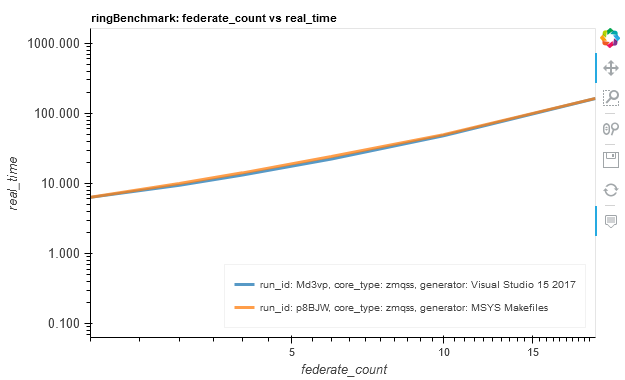 ringBenchmark: federate_count vs real_time
1000.000
100.000
10.000
1.000
0.100
real_time
run_id: Md3vp, core_type: zmqss, generator: Visual Studio 15 2017
run_id: p8BJW, core_type: zmqss, generator: MSYS Makefiles
5
10
15
federate_count